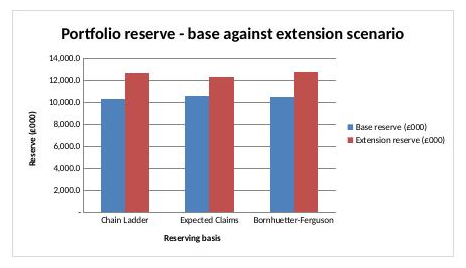 Portfolio reserve - base against extension scenario
14,000.0
12,000.0
10,000.0
8,000.0
6,000.0
4,000.0
2,000.0
-
Reserve (£000)
Chain Ladder
Expected Claims
Bornhuetter-Ferguson
Reserving basis
Base reserve (£000)
Extension reserve (£000)